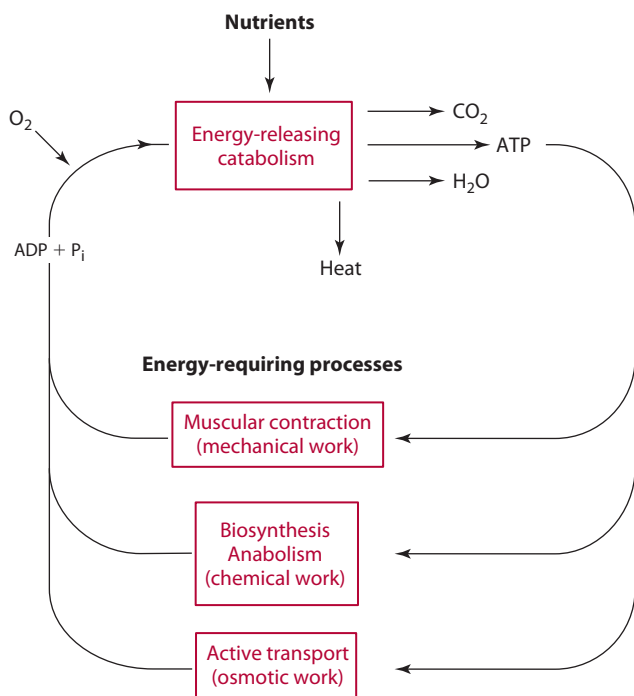 Nutrients
O₂
Energy-releasing
catabolism
CO₂
ATP
H₂O
ADP + Pᵢ
Heat
Energy-requiring processes
Muscular contraction
(mechanical work)
Biosynthesis
Anabolism
(chemical work)
Active transport
(osmotic work)